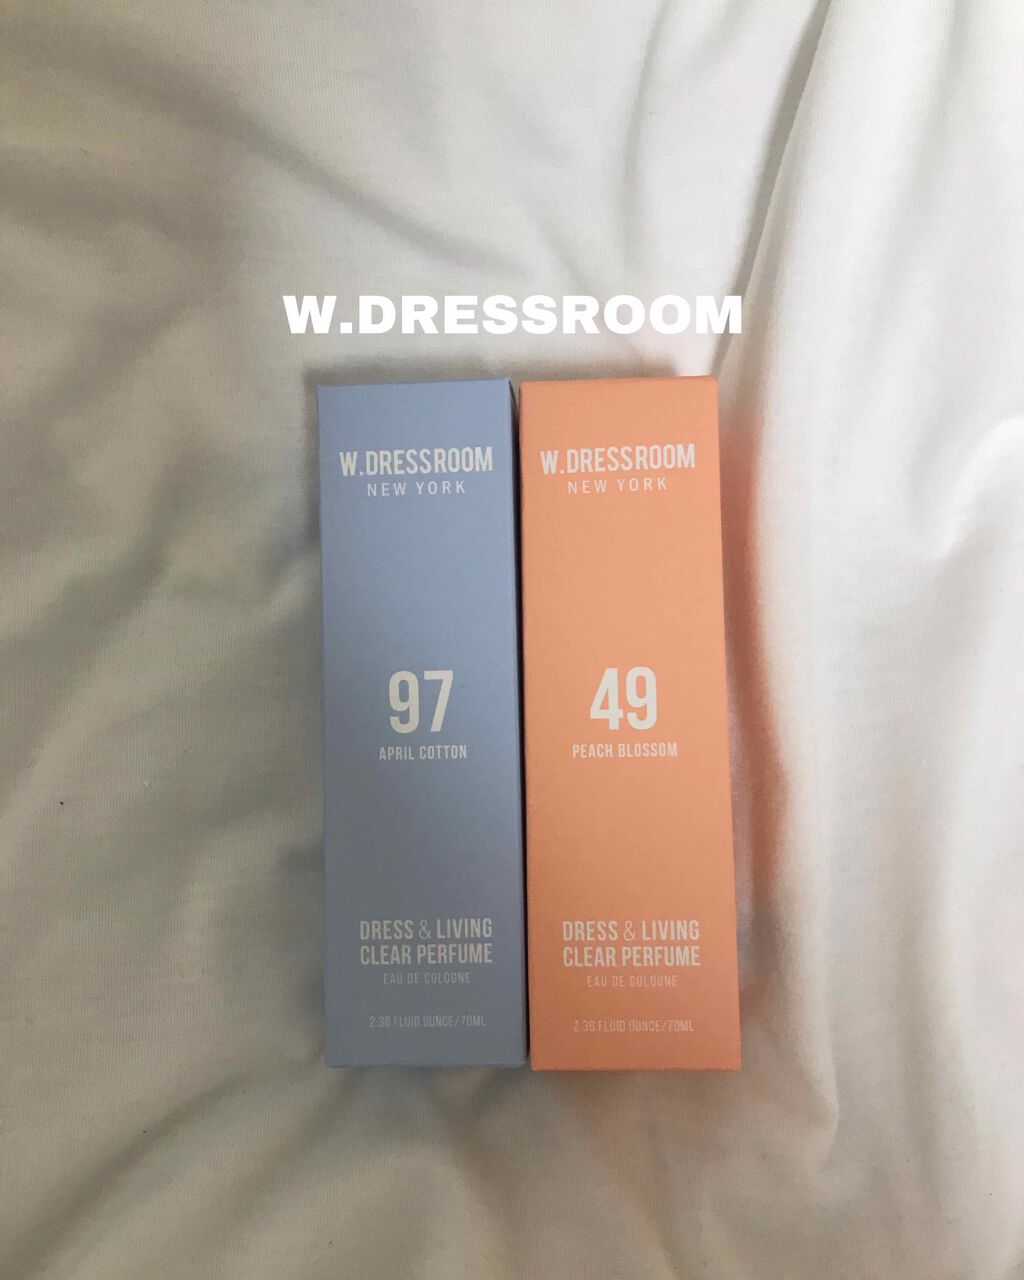 W.DRESSROOM
W.DRESSROOM
NEW YORK
97
APRIL COTTON
DRESS & LIVING
CLEAR PERFUME
EAU DE COLOGNE
2.36 FLUID OUNCE/70ML
W.DRESSROOM
NEW YORK
49
PEACH BLOSSOM
DRESS & LIVING
CLEAR PERFUME
EAU DE COLOGNE
2.36 FLUID OUNCE/70ML